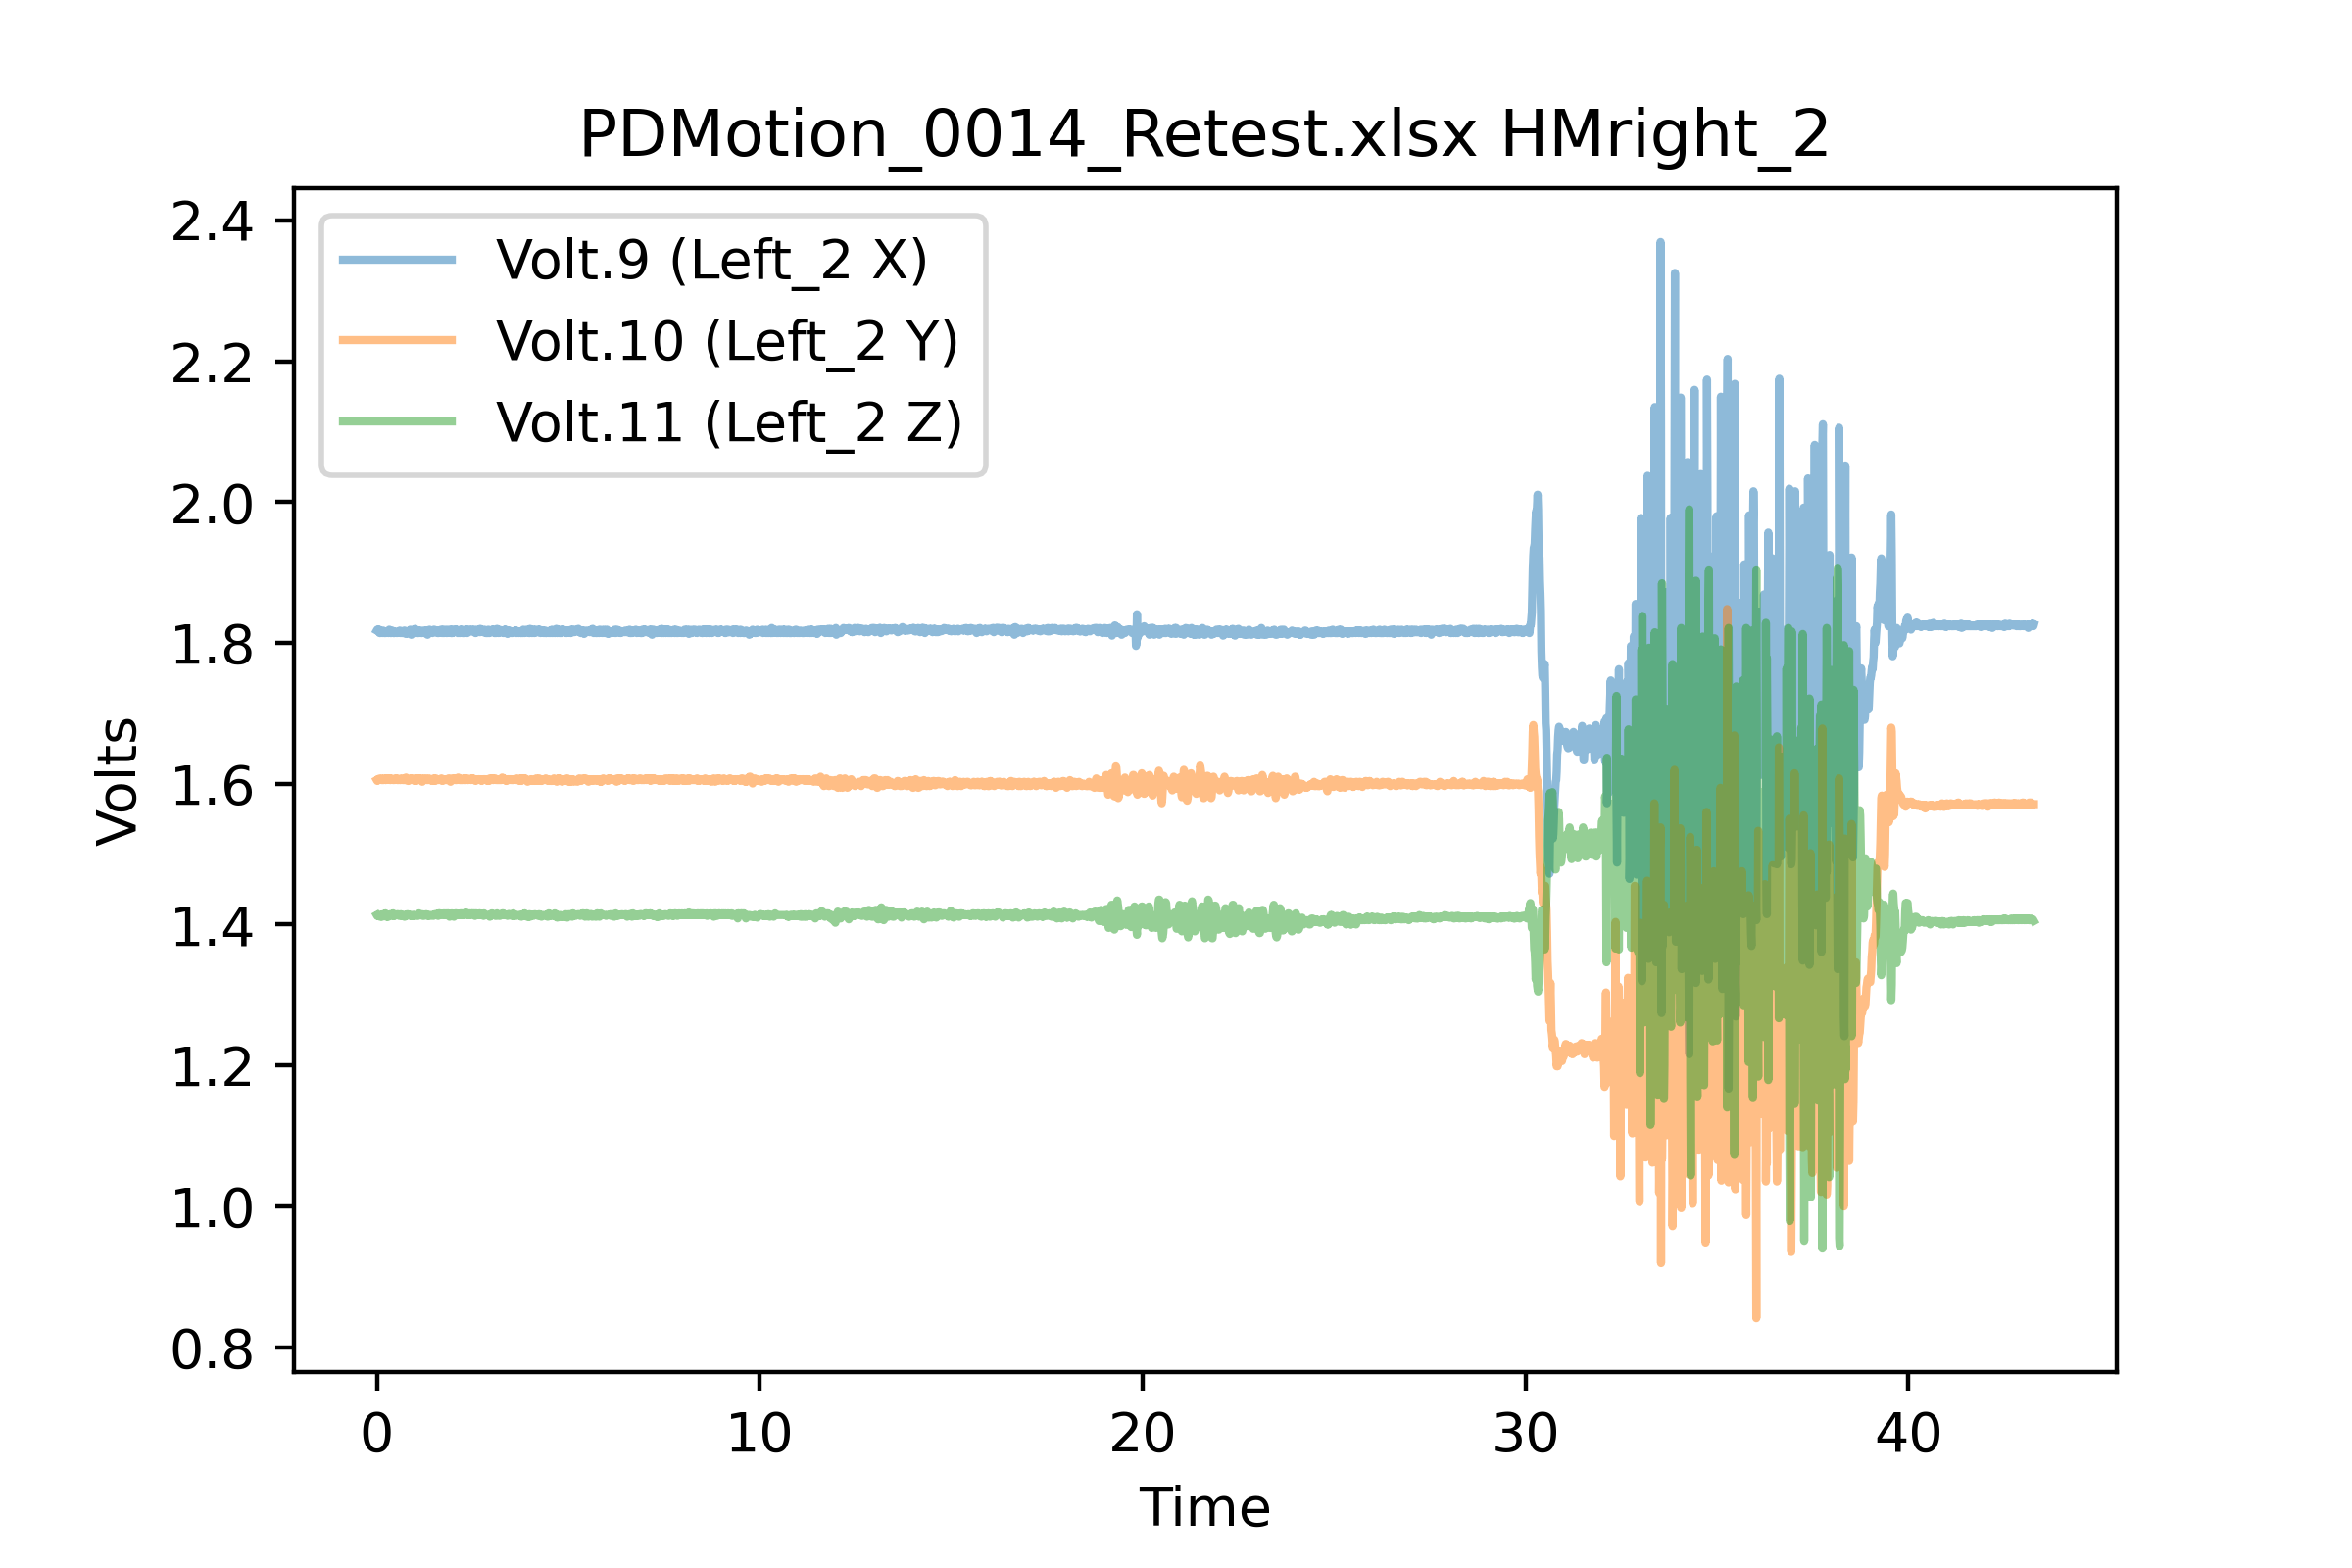 PDMotion_0014_Retest.xlsx HMright_2
2.4
2.2
2.0
1.8
1.6
1.4
1.2
1.0
0.8
Volts
Volt.9 (Left_2 X)
Volt.10 (Left_2 Y)
Volt.11 (Left_2 Z)
0 10 20 30 40
Time